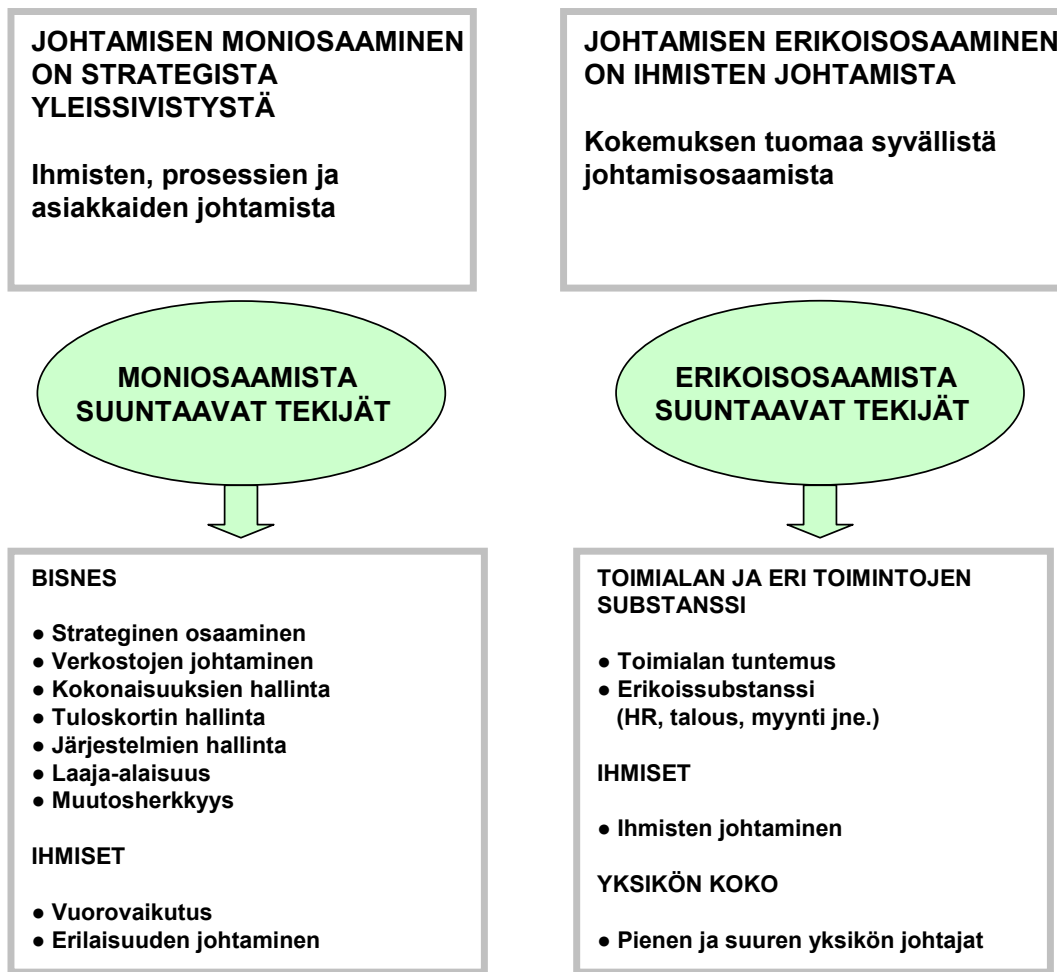 JOHTAMISEN MONIOSAAMINEN
ON STRATEGISTA
YLEISSIVISTYSTÄ
Ihmisten, prosessien ja
asiakkaiden johtamista
MONIOSAAMISTA
SUUNTAAVAT TEKIJÄT
BISNES
● Strateginen osaaminen
● Verkostojen johtaminen
● Kokonaisuuksien hallinta
● Tuloskortin hallinta
● Järjestelmien hallinta
● Laaja-alaisuus
● Muutosherkkyys
IHMISET
● Vuorovaikutus
● Erilaisuuden johtaminen
JOHTAMISEN ERIKOISOSAAMINEN
ON IHMISTEN JOHTAMISTA
Kokemuksen tuomaa syvällistä
johtamisosaamista
ERIKOISOSAAMISTA
SUUNTAAVAT TEKIJÄT
TOIMIALAN JA ERI TOIMINTOJEN
SUBSTANSSI
● Toimialan tuntemus
● Erikoissubstanssi
(HR, talous, myynti jne.)
IHMISET
● Ihmisten johtaminen
YKSIKÖN KOKO
● Pienen ja suuren yksikön johtajat